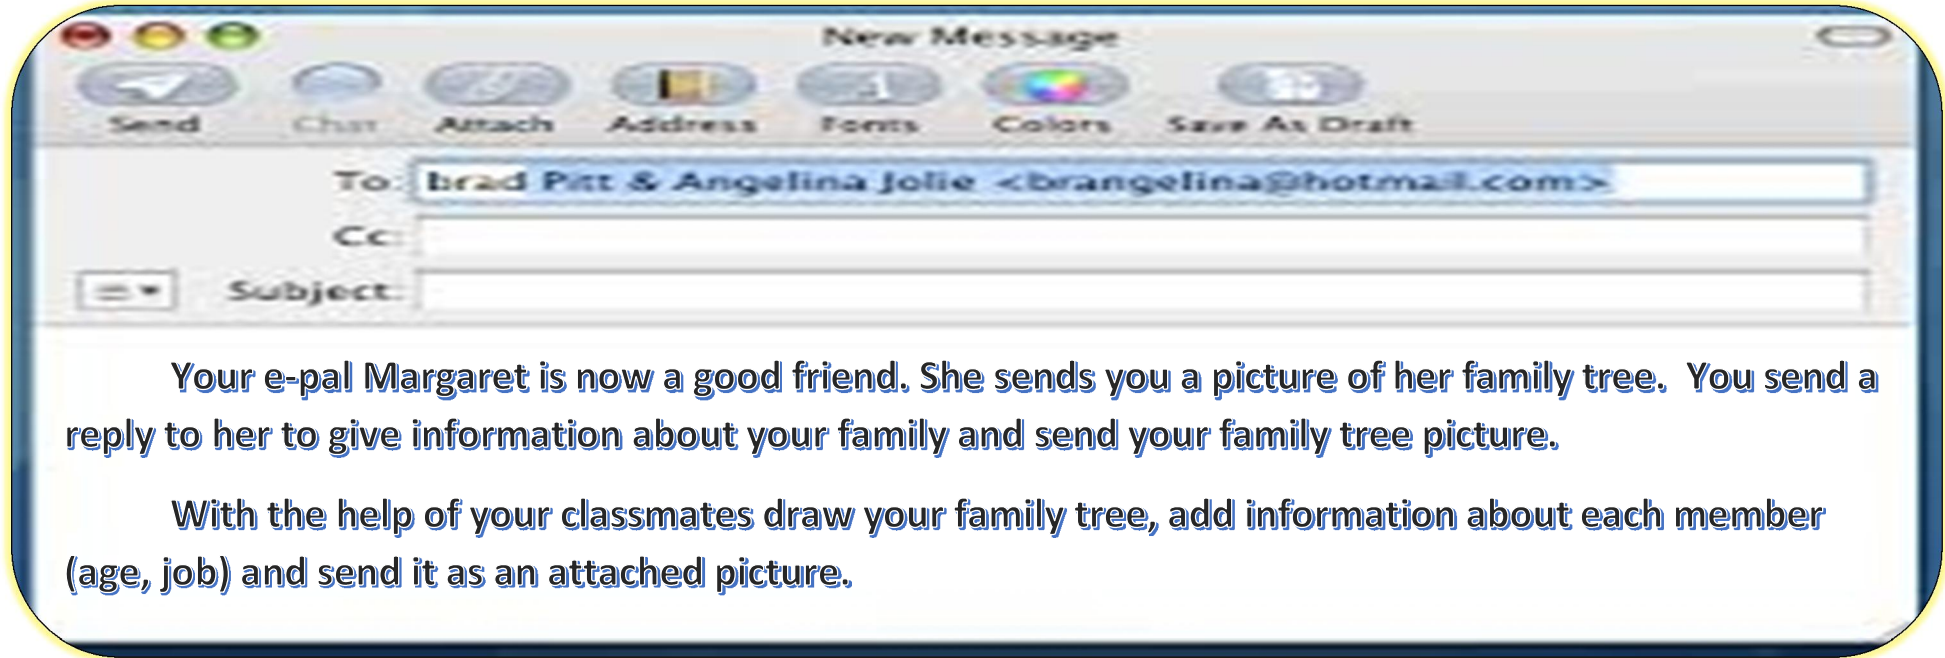 New Message
Send Chat Attach Address Fonts Colors Save As Draft
To: brad Pitt & Angelina Jolie <brangelina@hotmail.com>
Cc:
Subject:
Your e-pal Margaret is now a good friend. She sends you a picture of her family tree.  You send a
reply to her to give information about your family and send your family tree picture.
With the help of your classmates draw your family tree, add information about each member
(age, job) and send it as an attached picture.